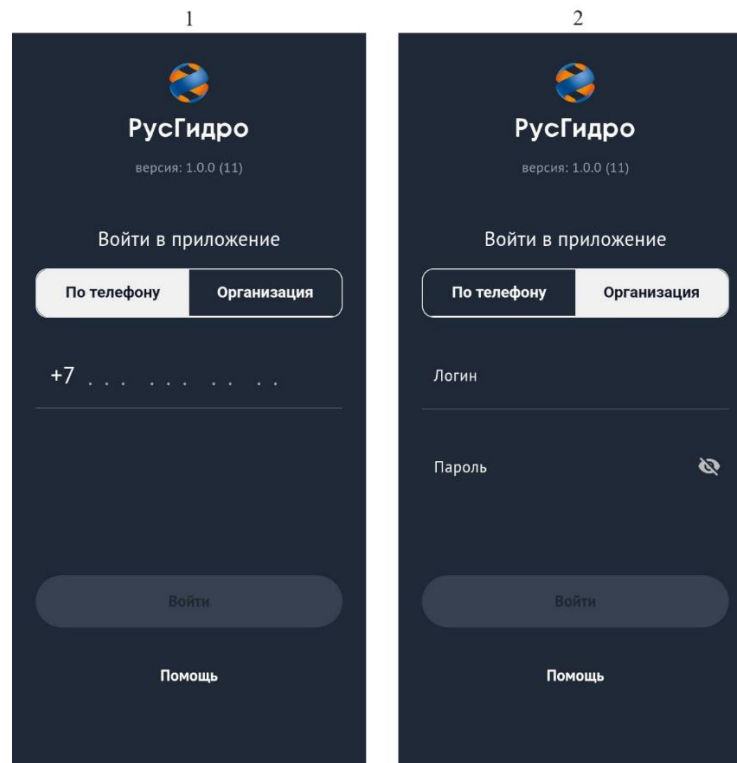 1
РусГидро
версия: 1.0.0 (11)
Войти в приложение
По телефону Организация
+7 . . . . . . . . . .
Войти
Помощь
2
РусГидро
версия: 1.0.0 (11)
Войти в приложение
По телефону Организация
Логин
Пароль
Войти
Помощь